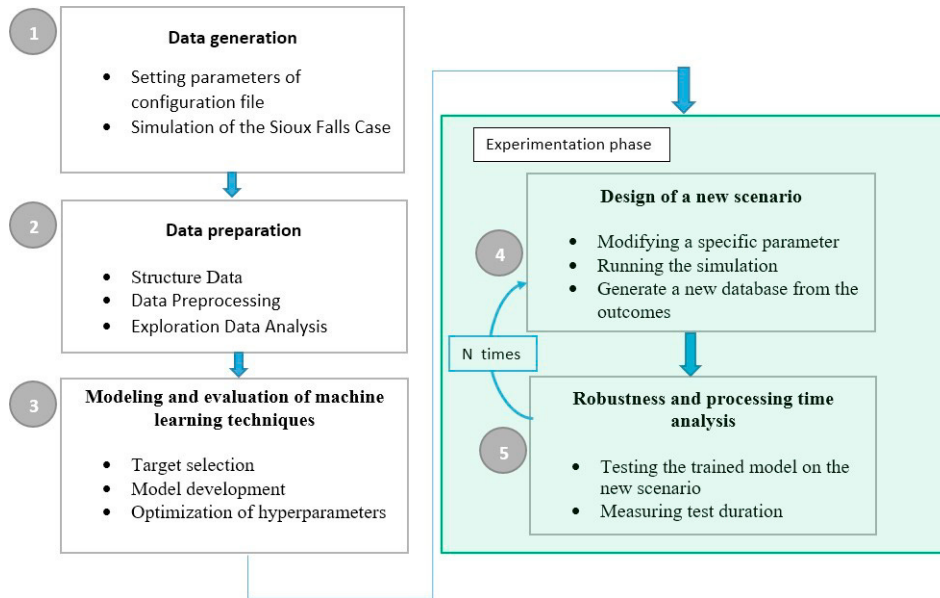 1
Data generation
• Setting parameters of
configuration file
• Simulation of the Sioux Falls Case
2
Data preparation
• Structure Data
• Data Preprocessing
• Exploration Data Analysis
3
Modeling and evaluation of machine
learning techniques
• Target selection
• Model development
• Optimization of hyperparameters
Experimentation phase
4
Design of a new scenario
• Modifying a specific parameter
• Running the simulation
• Generate a new database from the
outcomes
N times
5
Robustness and processing time
analysis
• Testing the trained model on the
new scenario
• Measuring test duration